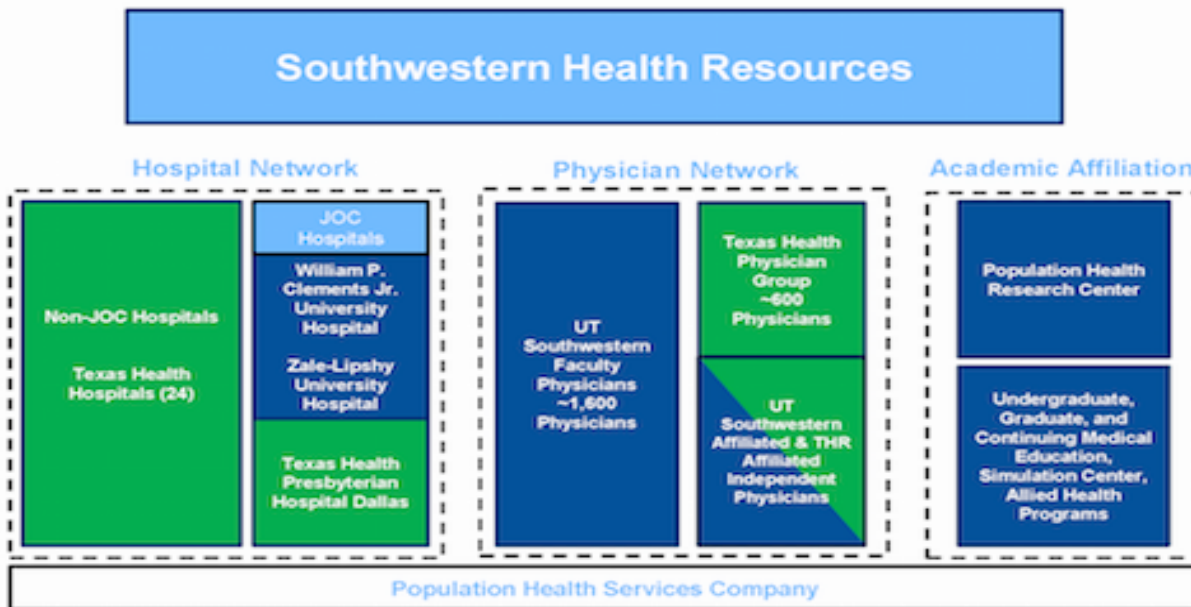 Southwestern Health Resources
Hospital Network
Physician Network
Academic Affiliation
Non-JOC Hospitals
Texas Health
Hospitals (24)
JOC
Hospitals
William P.
Clements Jr.
University
Hospital
Zale-Lipshy
University
Hospital
Texas Health
Presbyterian
Hospital Dallas
UT
Southwestern
Faculty
Physicians
~1,600
Physicians
Texas Health
Physician
Group
~600
Physicians
UT
Southwestern
Affiliated & THR
Affiliated
Independent
Physicians
Population Health
Research Center
Undergraduate,
Graduate, and
Continuing Medical
Education,
Simulation Center,
Allied Health
Programs
Population Health Services Company